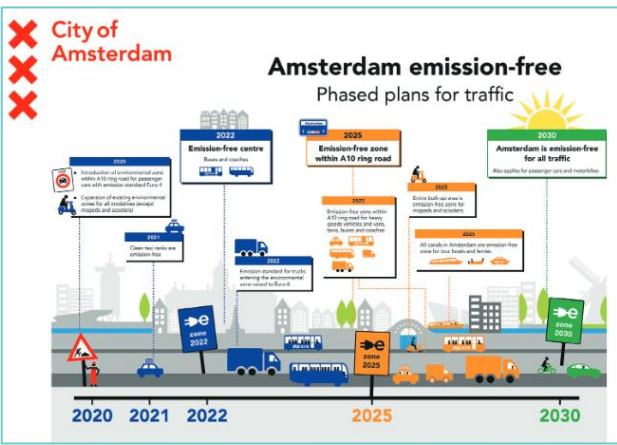 City of
Amsterdam
Amsterdam emission-free
Phased plans for traffic
2020
Introduction of environmental zone
within A10 ring road for passenger
cars with emission standard Euro 4
Expansion of existing environmental
zones for all modalities (except
mopeds and scooters)
2021
Clean taxi ranks are
emission-free
2022
Emission-free centre
Buses and coaches
2022
Emission standard for trucks
entering the environmental
zone raised to Euro 6
2025
Emission-free zone
within A10 ring road
2025
Emission free zone within
A10 ring road for heavy
goods vehicles and vans,
taxis, buses and coaches
2025
Entire built-up area is
emission-free zone for
mopeds and scooters
2025
All canals in Amsterdam are emission-free
zone for tour boats and ferries
2030
Amsterdam is emission-free
for all traffic
Also applies for passenger cars and motorbikes
e
zone
2022
e
zone
2025
e
zone
2030
2020
2021
2022
2025
2030